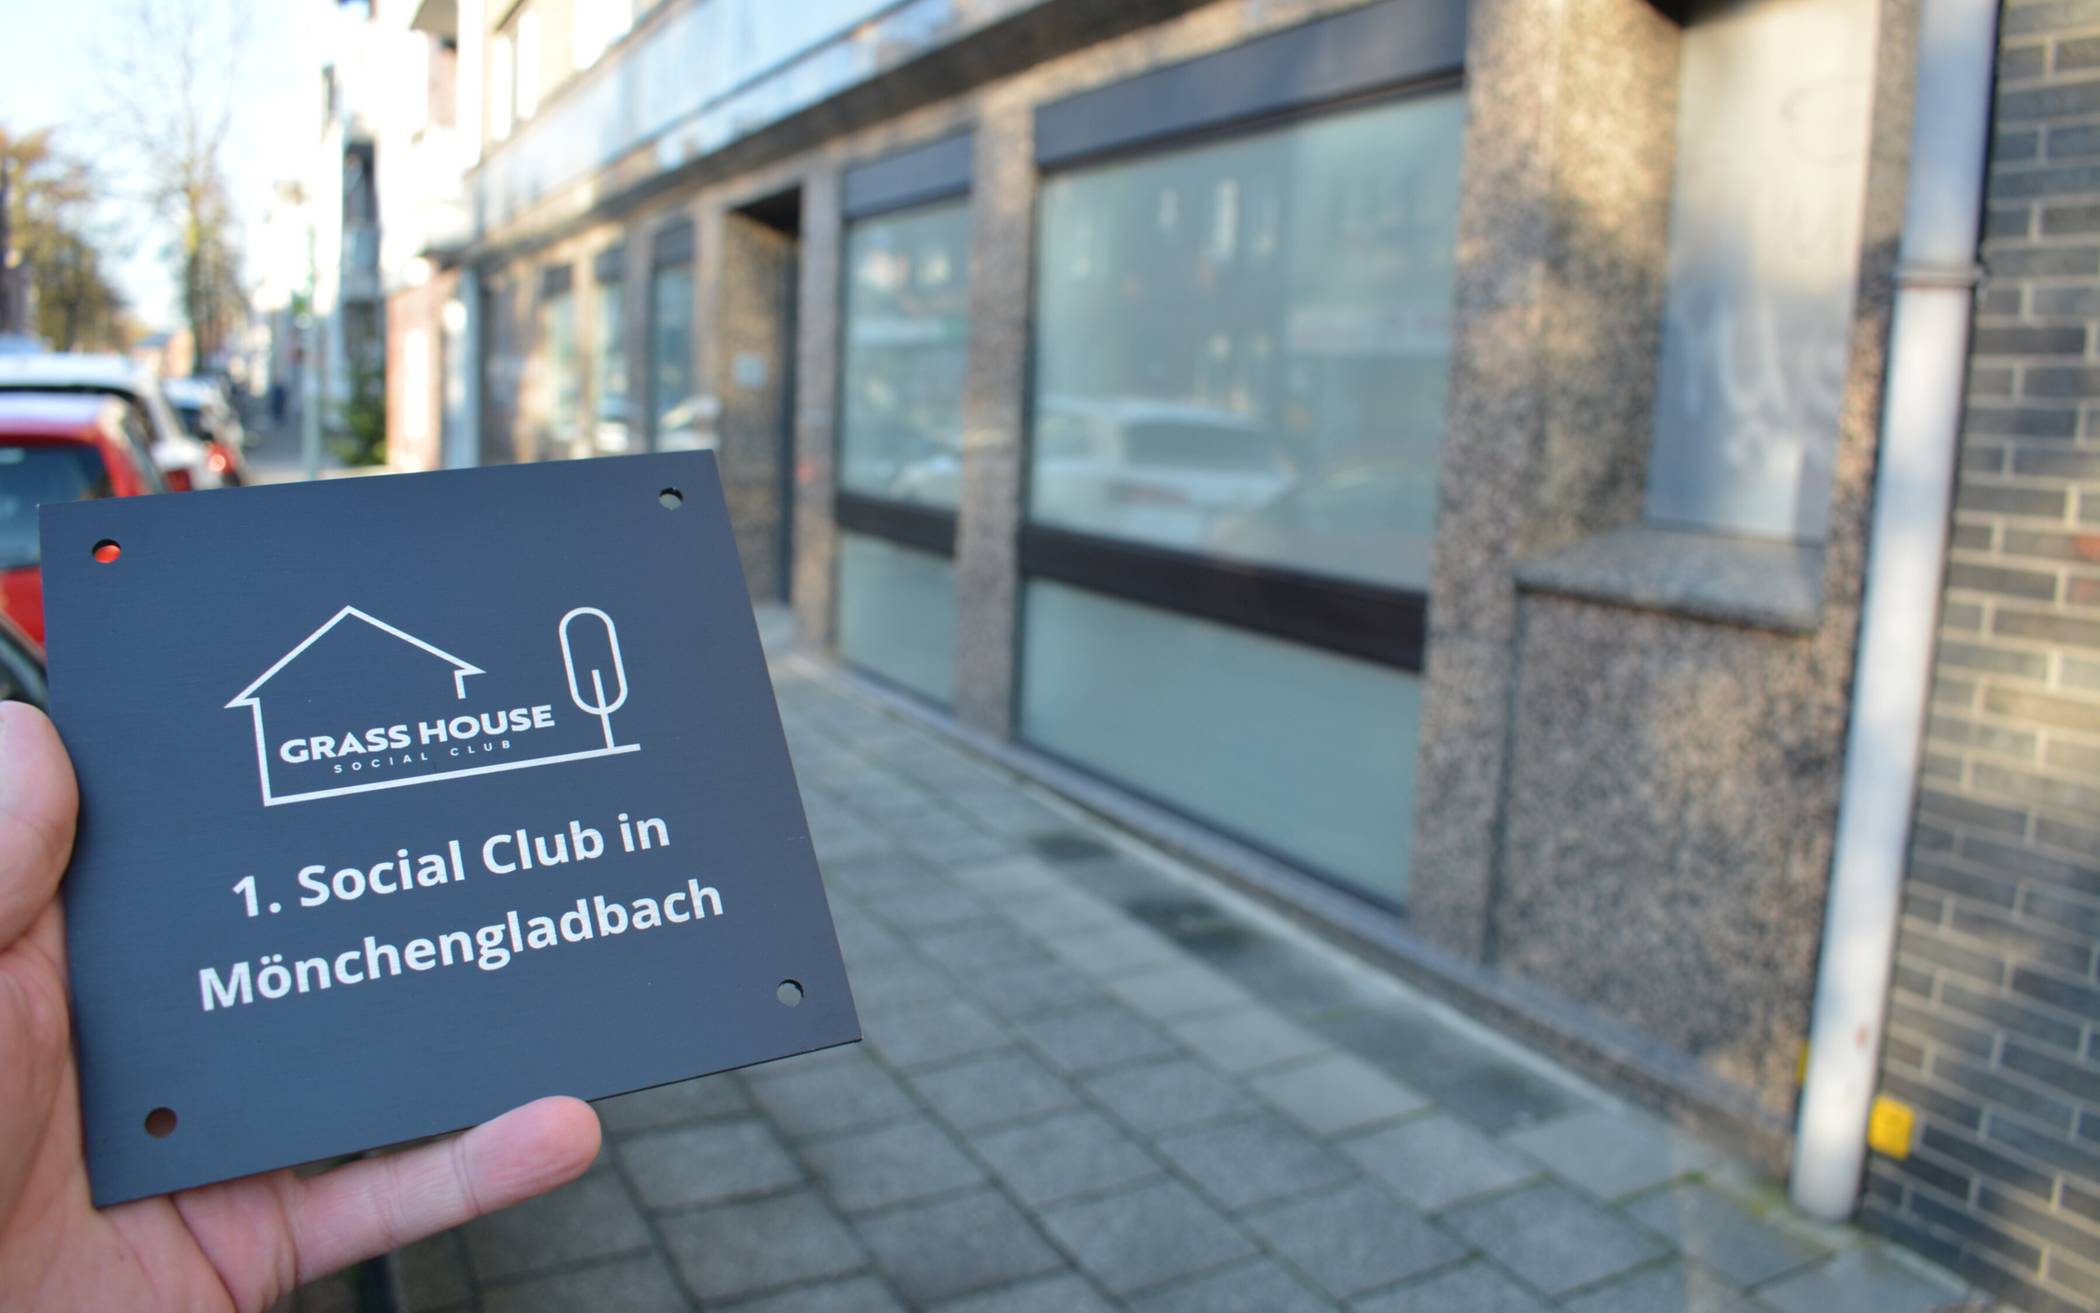 GRASS HOUSE
SOCIAL CLUB
1. Social Club in
Mönchengladbach